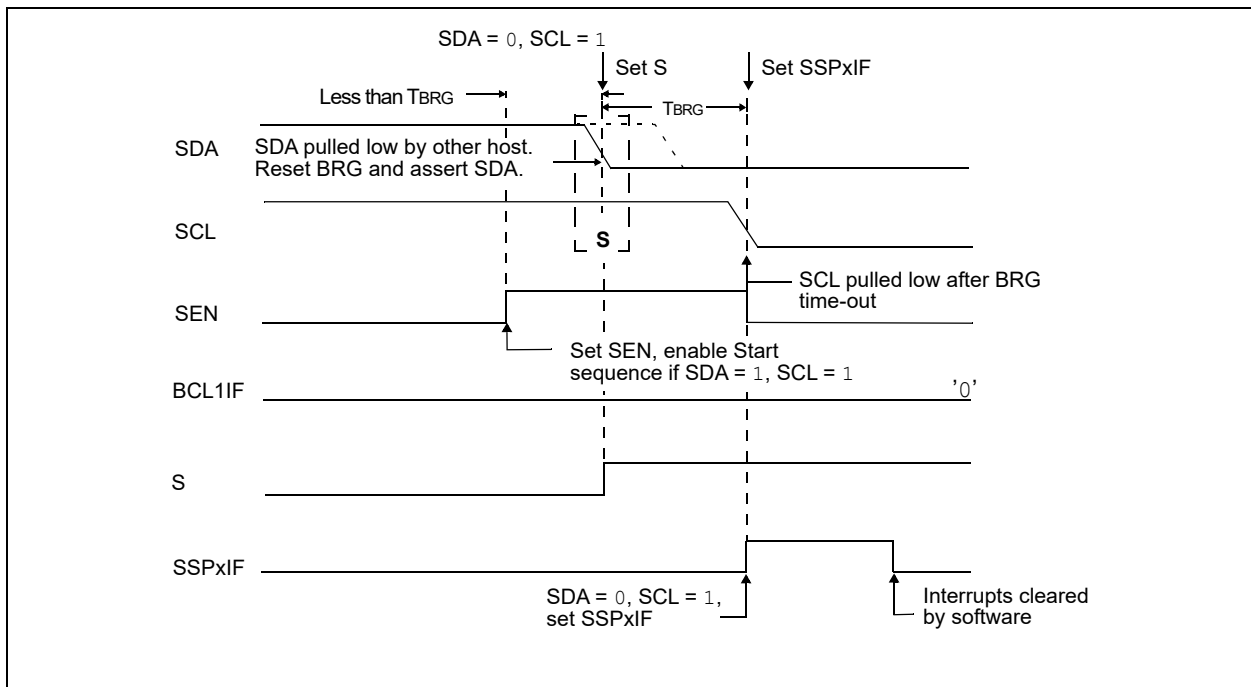 SDA = 0, SCL = 1
Set S
Set SSPxIF
Less than TBRG
TBRG
SDA
SDA pulled low by other host.
Reset BRG and assert SDA.
SCL
S
SCL pulled low after BRG
time-out
SEN
Set SEN, enable Start
sequence if SDA = 1, SCL = 1
BCL1IF
'0'
S
SSPxIF
SDA = 0, SCL = 1,
set SSPxIF
Interrupts cleared
by software